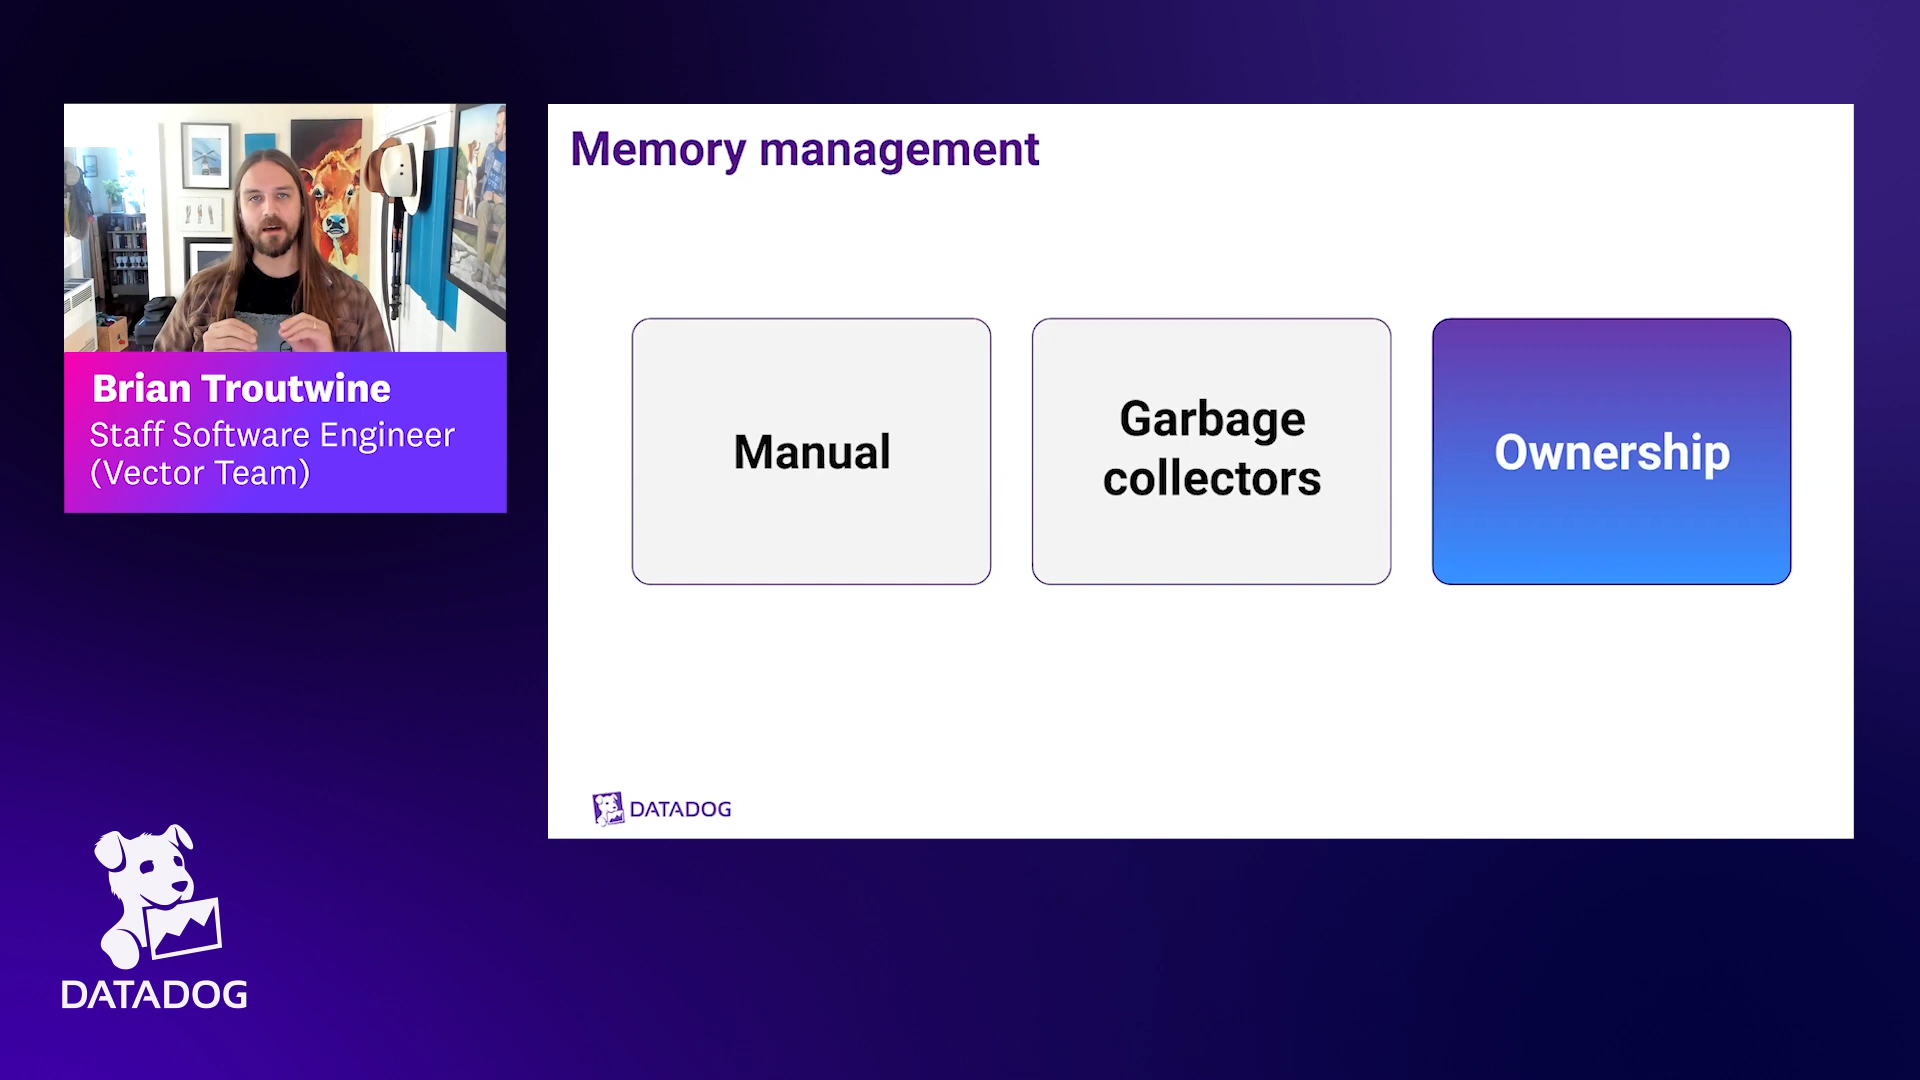 Memory management
Manual
Garbage
collectors
Ownership
DATADOG
Brian Troutwine
Staff Software Engineer
(Vector Team)
DATADOG